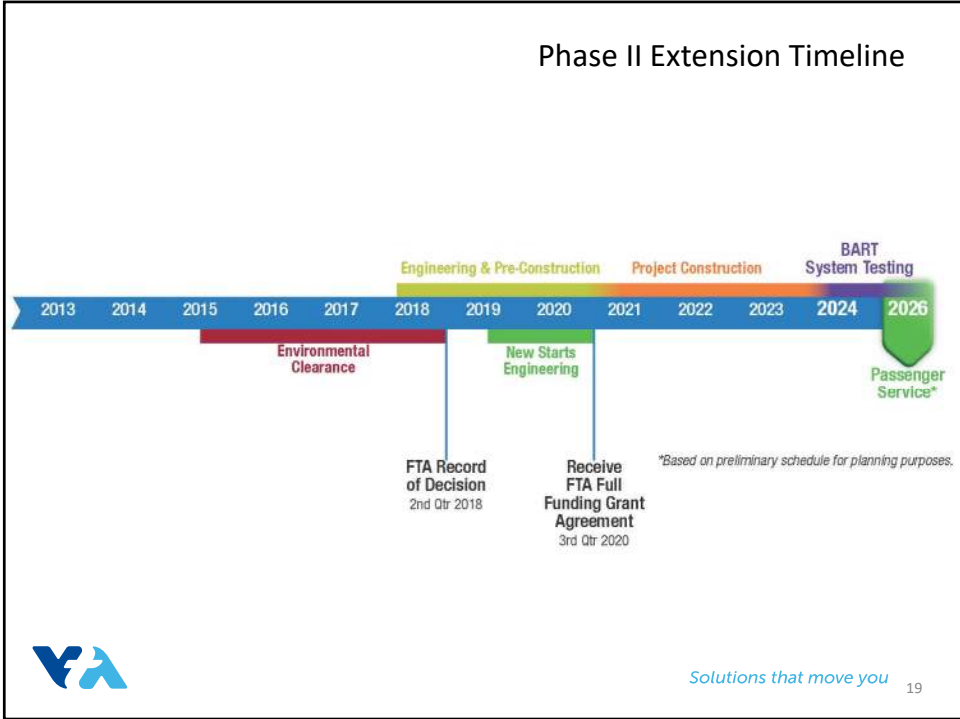 Phase II Extension Timeline
BART
Engineering & Pre-Construction Project Construction System Testing
2013 2014 2015 2016 2017 2018 2019 2020 2021 2022 2023 2024 2026
Environmental
Clearance
New Starts
Engineering
Passenger
Service*
FTA Record
of Decision
2nd Qtr 2018
Receive
FTA Full
Funding Grant
Agreement
3rd Qtr 2020
*Based on preliminary schedule for planning purposes.
VTA
Solutions that move you
19